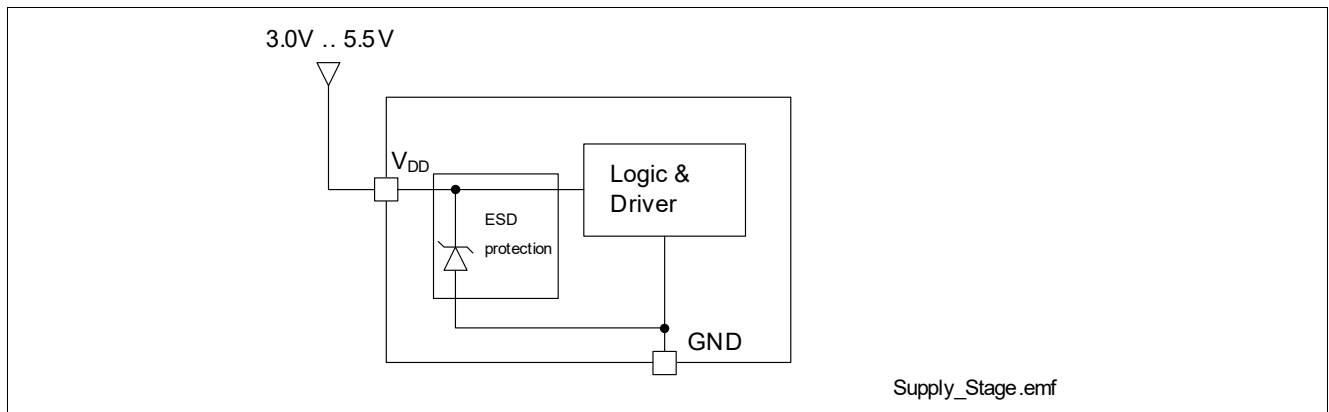 3.0V .. 5.5V
VDD
Logic &
Driver
ESD
protection
GND
Supply_Stage.emf